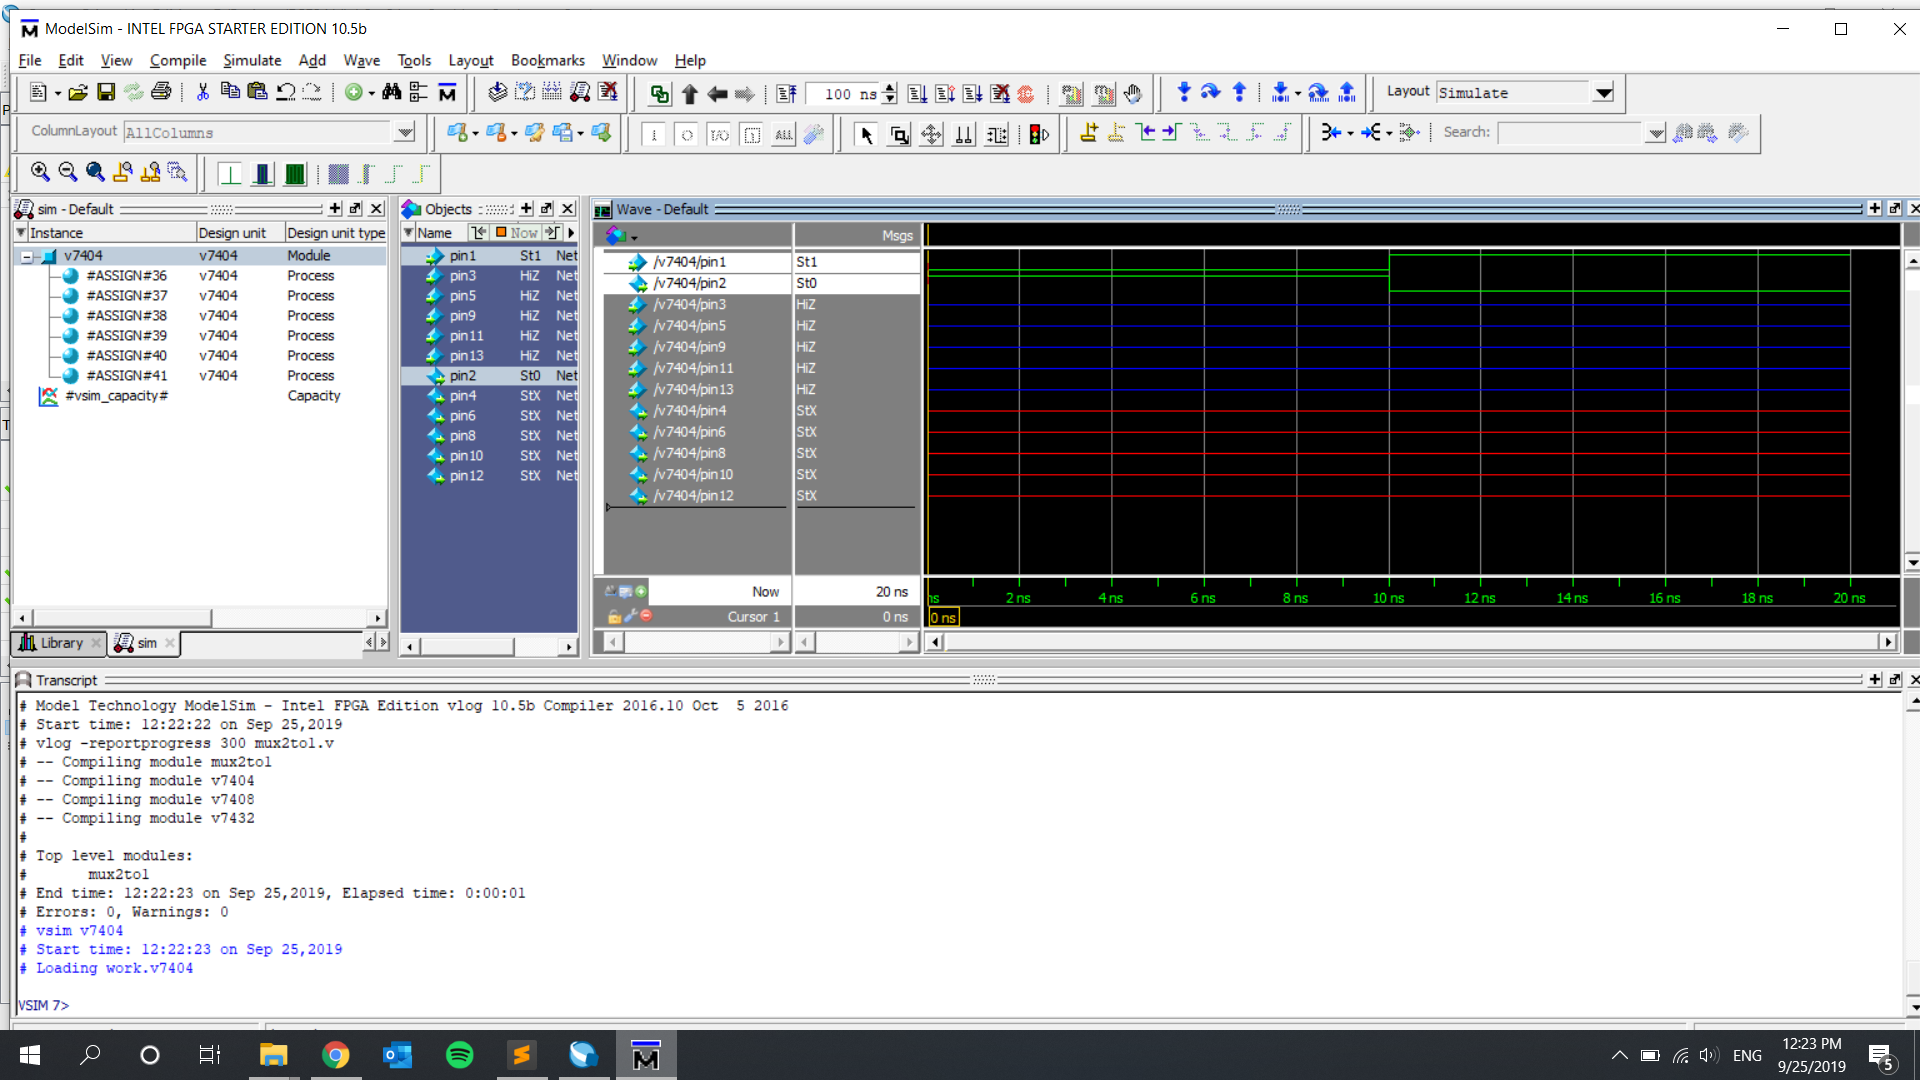 ModelSim - INTEL FPGA STARTER EDITION 10.5b
File Edit View Compile Simulate Add Wave Tools Layout Bookmarks Window Help
100 ns
Layout Simulate
ColumnLayout AllColumns
Search:
sim - Default
Instance Design unit Design unit type
v7404 v7404 Module
#ASSIGN#36 v7404 Process
#ASSIGN#37 v7404 Process
#ASSIGN#38 v7404 Process
#ASSIGN#39 v7404 Process
#ASSIGN#40 v7404 Process
#ASSIGN#41 v7404 Process
#vsim_capacity# Capacity
Library sim
Objects
Name Now
pin1 St1 Net
pin3 HiZ Net
pin5 HiZ Net
pin9 HiZ Net
pin11 HiZ Net
pin13 HiZ Net
pin2 St0 Net
pin4 StX Net
pin6 StX Net
pin8 StX Net
pin10 StX Net
pin12 StX Net
Wave - Default
Msgs
/v7404/pin1 St1
/v7404/pin2 St0
/v7404/pin3 HiZ
/v7404/pin5 HiZ
/v7404/pin9 HiZ
/v7404/pin11 HiZ
/v7404/pin13 HiZ
/v7404/pin4 StX
/v7404/pin6 StX
/v7404/pin8 StX
/v7404/pin10 StX
/v7404/pin12 StX
Now 20 ns
ns 2 ns 4 ns 6 ns 8 ns 10 ns 12 ns 14 ns 16 ns 18 ns 20 ns
Cursor 1 0 ns
0 ns
Transcript
# Model Technology ModelSim - Intel FPGA Edition vlog 10.5b Compiler 2016.10 Oct  5 2016
# Start time: 12:22:22 on Sep 25,2019
# vlog -reportprogress 300 mux2to1.v
# -- Compiling module mux2to1
# -- Compiling module v7404
# -- Compiling module v7408
# -- Compiling module v7432
#
# Top level modules:
# mux2to1
# End time: 12:22:23 on Sep 25,2019, Elapsed time: 0:00:01
# Errors: 0, Warnings: 0
# vsim v7404
# Start time: 12:22:23 on Sep 25,2019
# Loading work.v7404
VSIM 7>
ENG
12:23 PM
9/25/2019
5